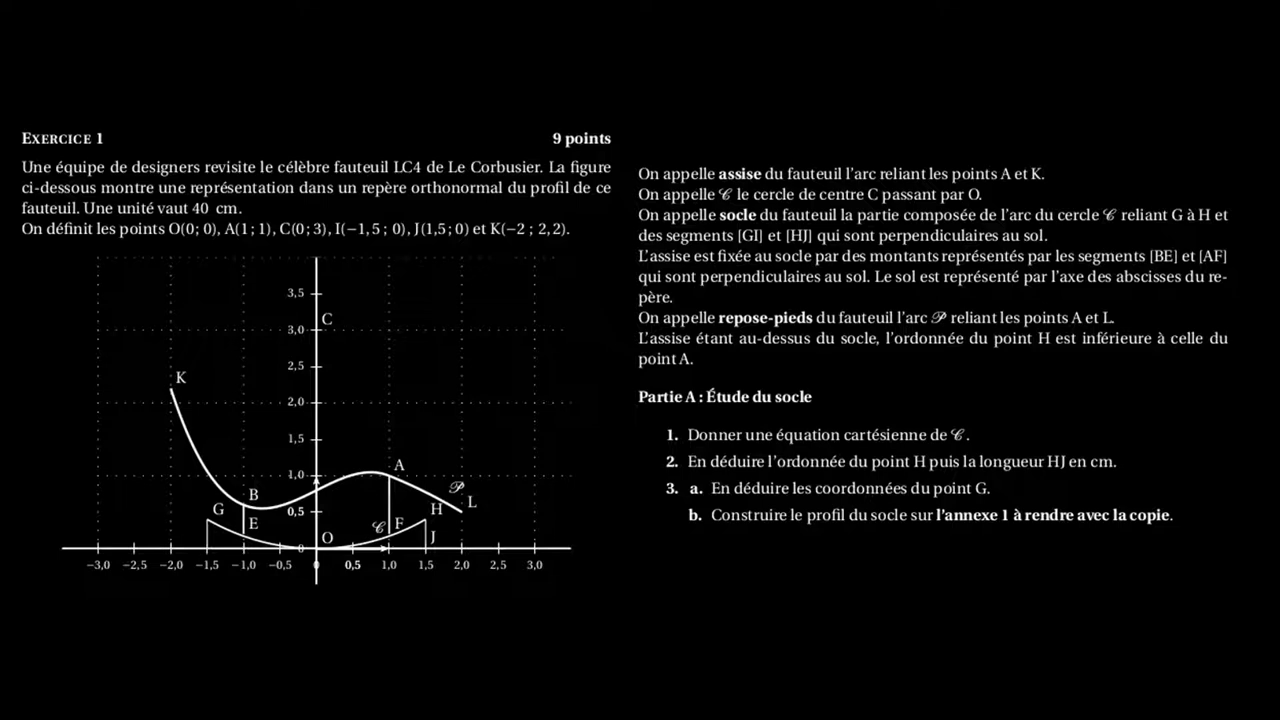 EXERCICE 1 9 points
Une équipe de designers revisite le célèbre fauteuil LC4 de Le Corbusier. La figure
ci-dessous montre une représentation dans un repère orthonormal du profil de ce
fauteuil. Une unité vaut 40 cm.
On définit les points O(0; 0), A(1; 1), C(0; 3), I(−1,5 ; 0), J(1,5; 0) et K(−2 ; 2,2).
3,5
C
3,0
2,5
K
2,0
1,5
1,0
A
B
𝒫
L
G
0,5
H
E
𝒞
F
O
J
0
−3,0 −2,5 −2,0 −1,5 −1,0 −0,5 0 0,5 1,0 1,5 2,0 2,5 3,0
On appelle assise du fauteuil l'arc reliant les points A et K.
On appelle 𝒞 le cercle de centre C passant par O.
On appelle socle du fauteuil la partie composée de l'arc du cercle 𝒞 reliant G à H et
des segments [GI] et [HJ] qui sont perpendiculaires au sol.
L'assise est fixée au socle par des montants représentés par les segments [BE] et [AF]
qui sont perpendiculaires au sol. Le sol est représenté par l'axe des abscisses du re-
père.
On appelle repose-pieds du fauteuil l'arc 𝒫 reliant les points A et L.
L'assise étant au-dessus du socle, l'ordonnée du point H est inférieure à celle du
point A.
Partie A : Étude du socle
1. Donner une équation cartésienne de 𝒞.
2. En déduire l'ordonnée du point H puis la longueur HJ en cm.
3. a. En déduire les coordonnées du point G.
b. Construire le profil du socle sur l'annexe 1 à rendre avec la copie.